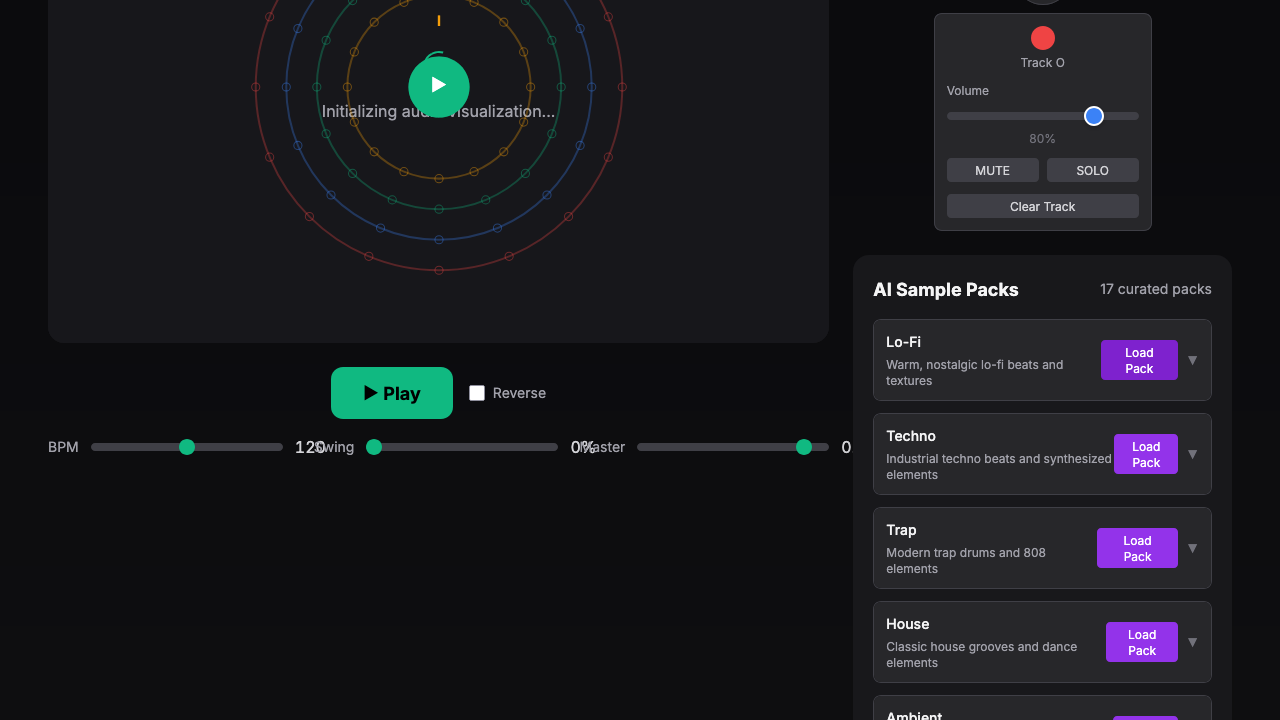 Initializing audio visualization...
▶ Play
Reverse
BPM
120
Swing
0%
Master
0
Track O
Volume
80%
MUTE
SOLO
Clear Track
AI Sample Packs
17 curated packs
Lo-Fi
Warm, nostalgic lo-fi beats and
textures
Load
Pack
Techno
Industrial techno beats and synthesized
elements
Load
Pack
Trap
Modern trap drums and 808
elements
Load
Pack
House
Classic house grooves and dance
elements
Load
Pack
Ambient